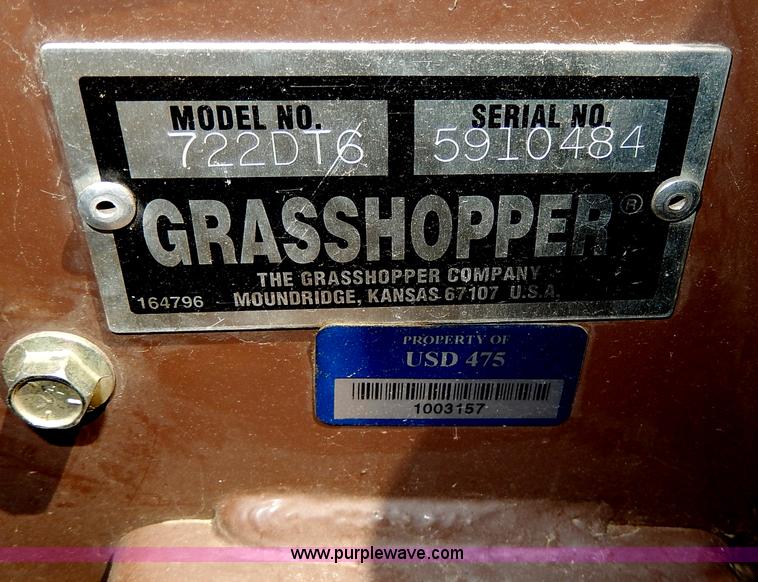 MODEL NO. SERIAL NO.
722DT6 5910484
GRASSHOPPER®
THE GRASSHOPPER COMPANY
164796 MOUNDRIDGE, KANSAS 67107 U.S.A.
PROPERTY OF
USD 475
1003157
www.purplewave.com